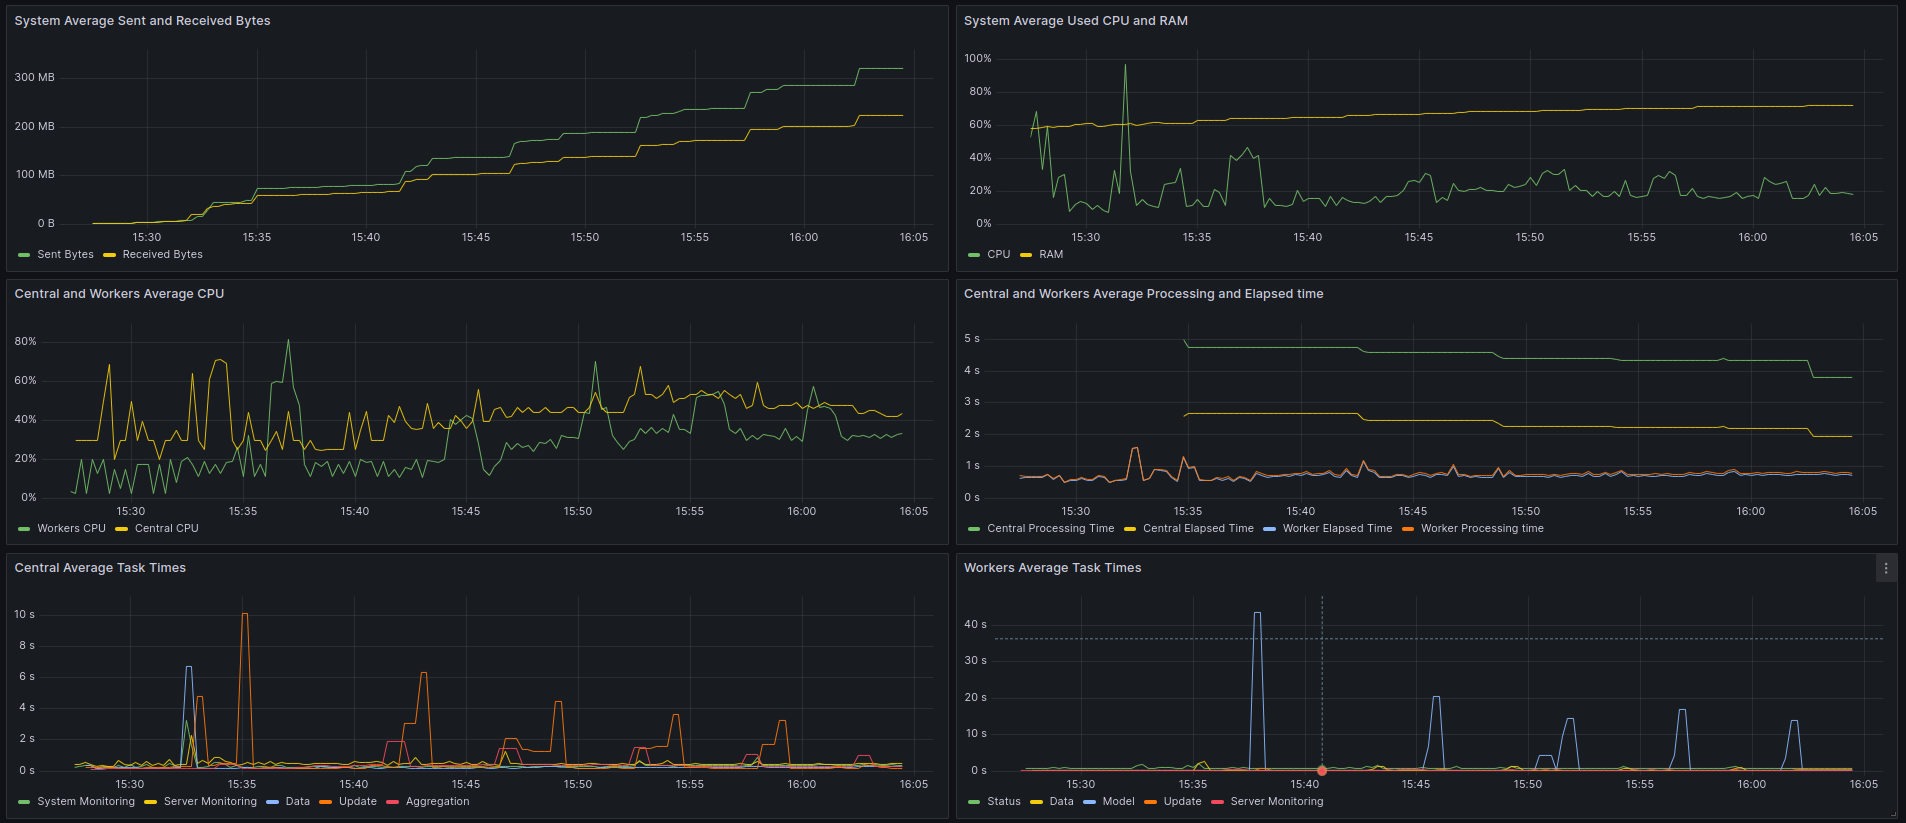 System Average Sent and Received Bytes
300 MB
200 MB
100 MB
0 B
15:30 15:35 15:40 15:45 15:50 15:55 16:00 16:05
Sent Bytes Received Bytes
System Average Used CPU and RAM
100%
80%
60%
40%
20%
0%
15:30 15:35 15:40 15:45 15:50 15:55 16:00 16:05
CPU RAM
Central and Workers Average CPU
80%
60%
40%
20%
0%
15:30 15:35 15:40 15:45 15:50 15:55 16:00 16:05
Workers CPU Central CPU
Central and Workers Average Processing and Elapsed time
5 s
4 s
3 s
2 s
1 s
0 s
15:30 15:35 15:40 15:45 15:50 15:55 16:00 16:05
Central Processing Time Central Elapsed Time Worker Elapsed Time Worker Processing time
Central Average Task Times
10 s
8 s
6 s
4 s
2 s
0 s
15:30 15:35 15:40 15:45 15:50 15:55 16:00 16:05
System Monitoring Server Monitoring Data Update Aggregation
Workers Average Task Times
40 s
30 s
20 s
10 s
0 s
15:30 15:35 15:40 15:45 15:50 15:55 16:00 16:05
Status Data Model Update Server Monitoring